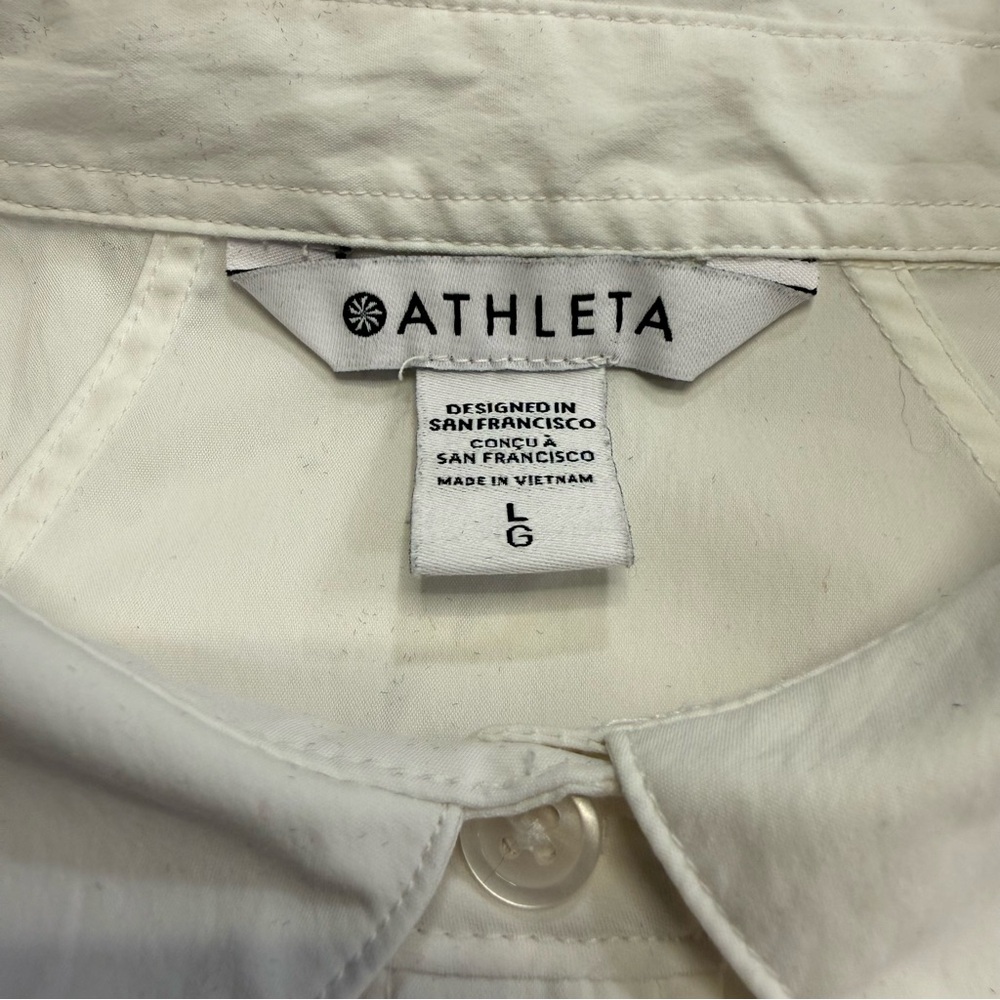 ATHLETA
DESIGNED IN
SAN FRANCISCO
CONÇU À
SAN FRANCISCO
MADE IN VIETNAM
L
G